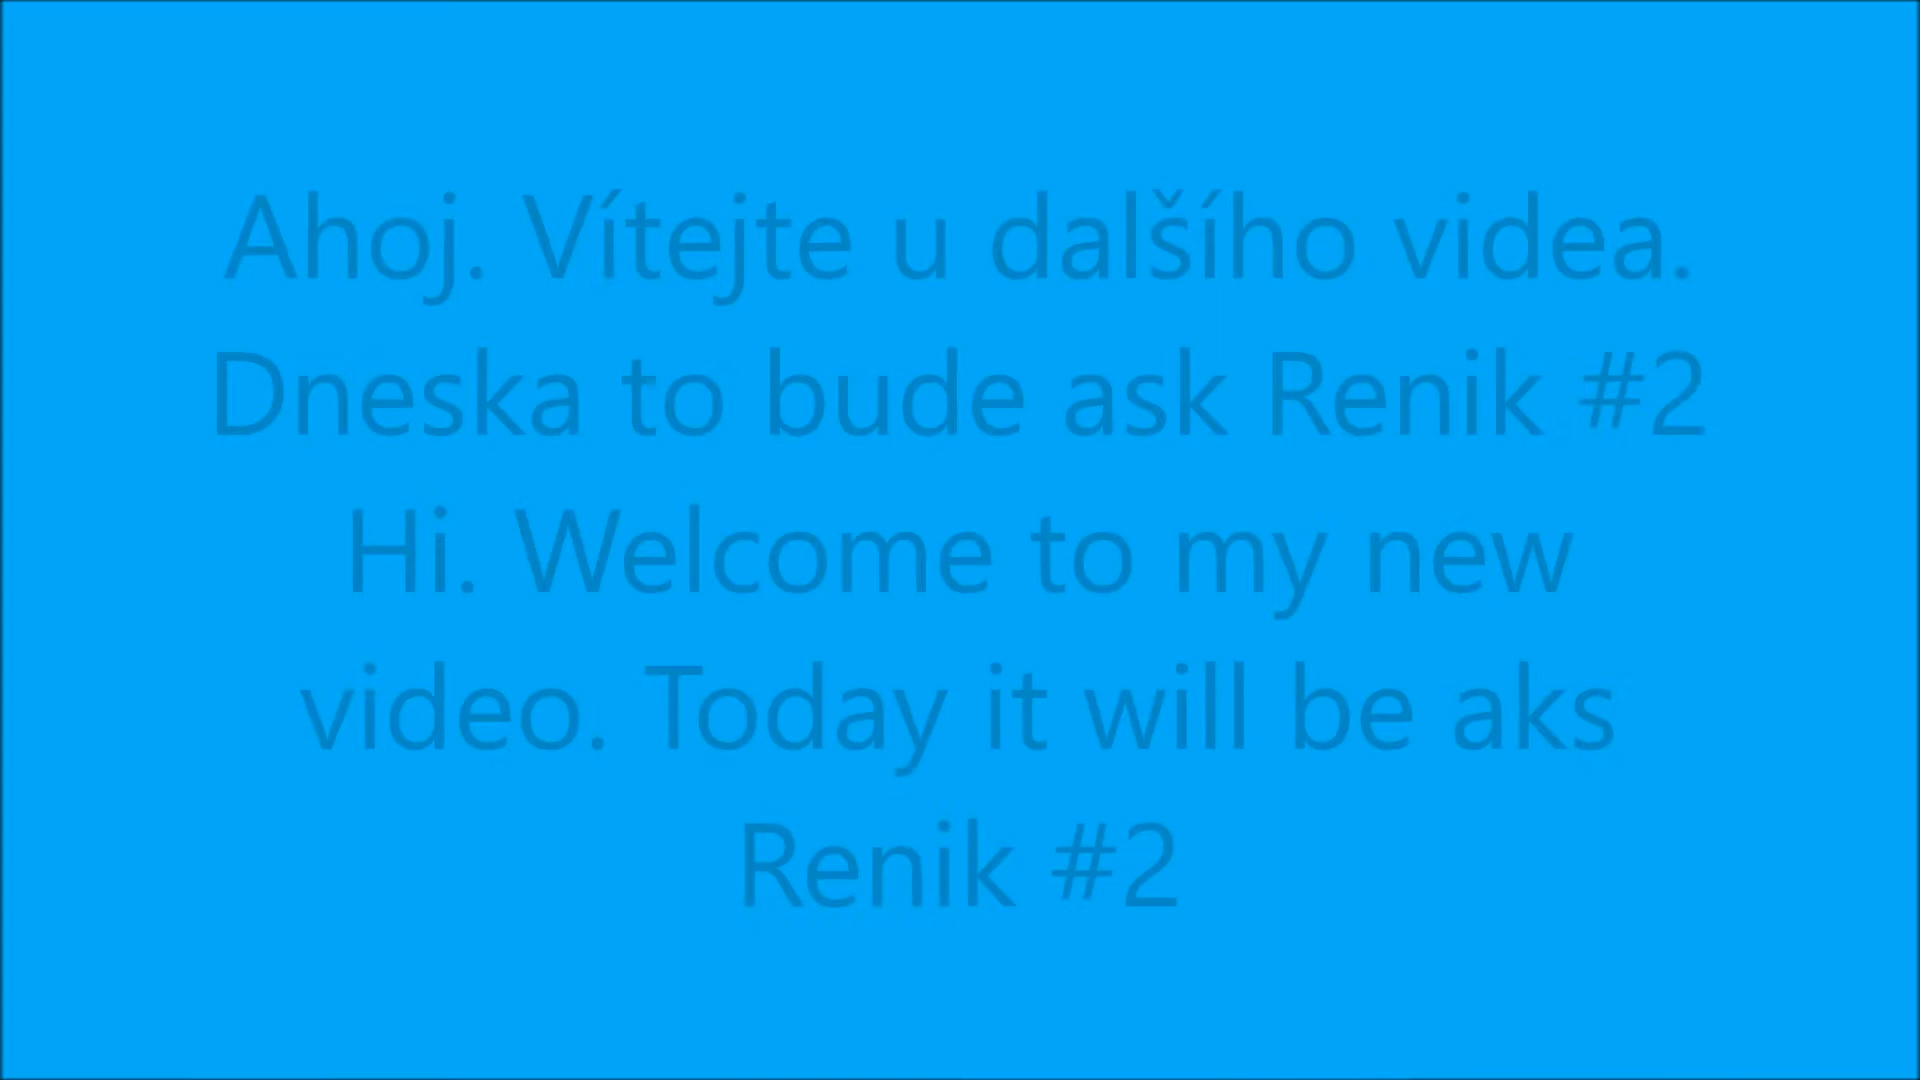 Ahoj. Vítejte u dalšího videa.
Dneska to bude ask Renik #2
Hi. Welcome to my new
video. Today it will be aks
Renik #2